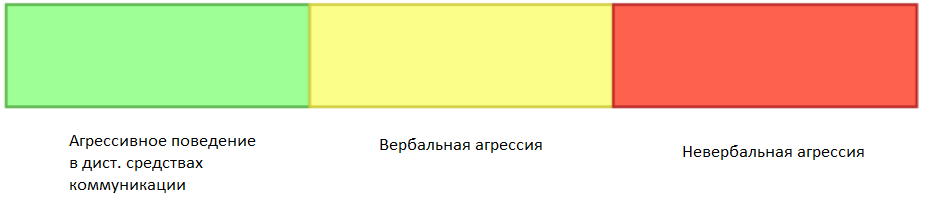 Агрессивное поведение
в дист. средствах
коммуникации
Вербальная агрессия
Невербальная агрессия